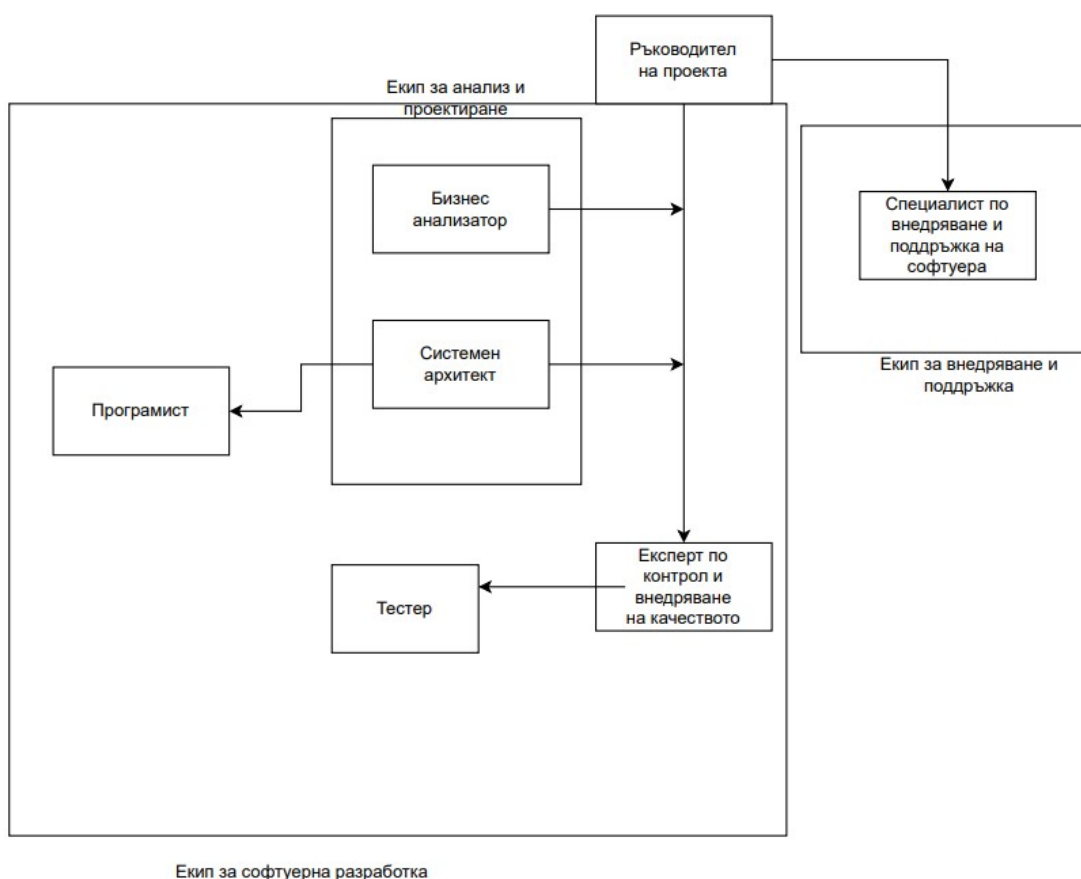 Ръководител
на проекта
Екип за анализ и
проектиране
Бизнес
анализатор
Специалист по
внедряване и
поддръжка на
софтуера
Системен
архитект
Екип за внедряване и
поддръжка
Програмист
Експерт по
контрол и
внедряване
на качеството
Тестер
Екип за софтуерна разработка